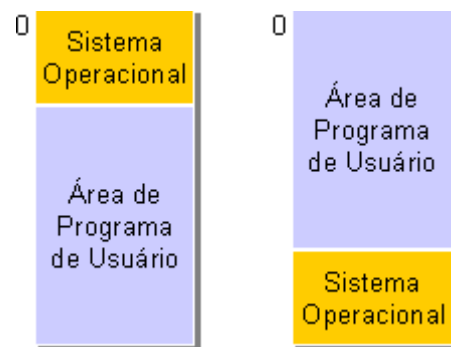 0
Sistema
Operacional
Área de
Programa
de Usuário
0
Área de
Programa
de Usuário
Sistema
Operacional